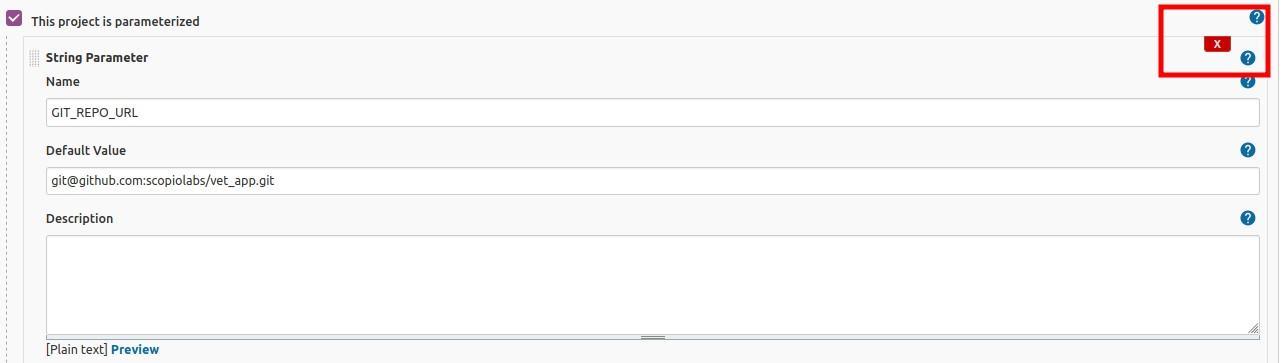 This project is parameterized
?
X
String Parameter
?
Name
?
GIT_REPO_URL
Default Value
?
git@github.com:scopiolabs/vet_app.git
Description
?
[Plain text] Preview